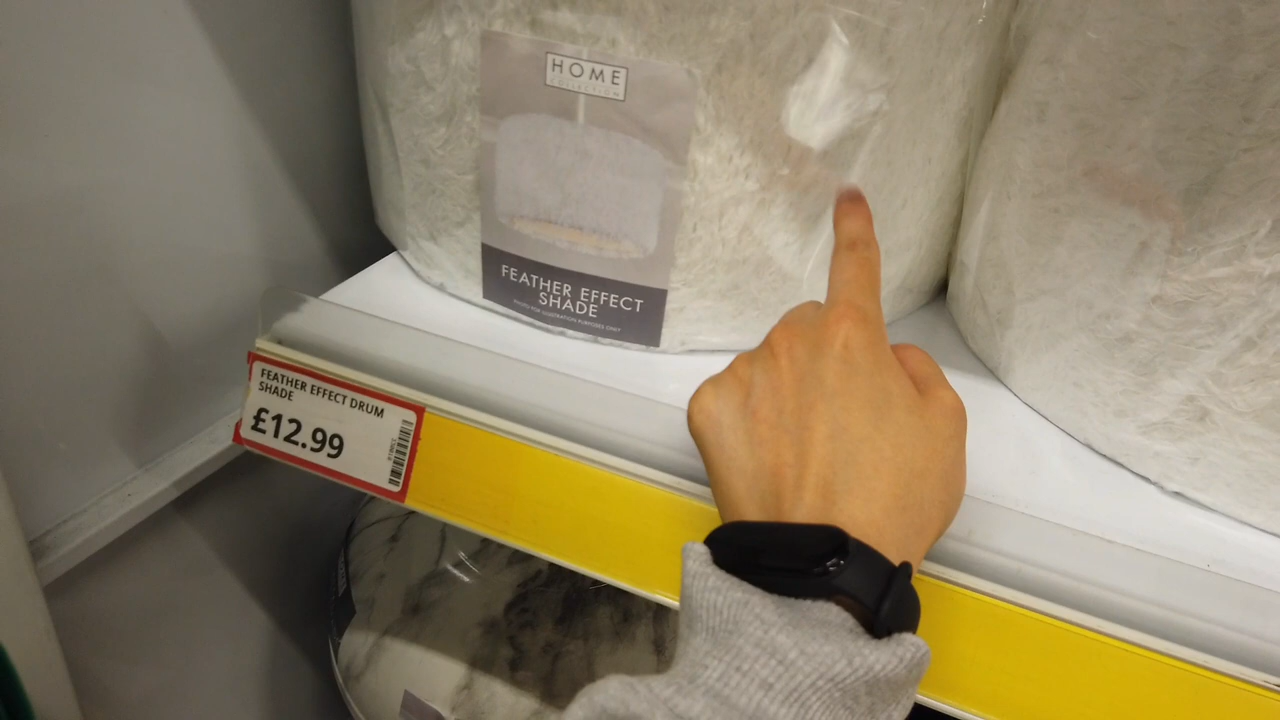 HOME
COLLECTION
FEATHER EFFECT
SHADE
FEATHER EFFECT DRUM
SHADE
£12.99